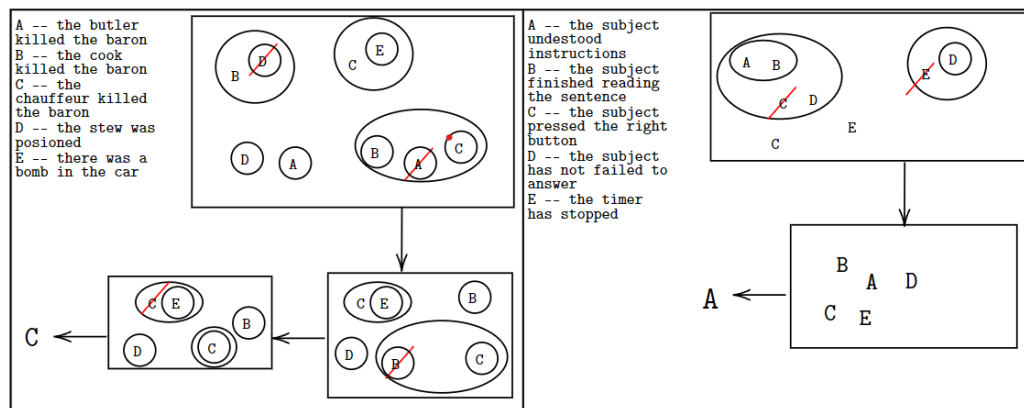 A -- the butler
killed the baron
B -- the cook
killed the baron
C -- the
chauffeur killed
the baron
D -- the stew was
posioned
E -- there was a
bomb in the car
B D
C E
D A
B A C
C E B
D B C
C E B
D C
C
A -- the subject
undestood
instructions
B -- the subject
finished reading
the sentence
C -- the subject
pressed the right
button
D -- the subject
has not failed to
answer
E -- the timer
has stopped
A B
C D
E D
C E
B A D
C E
A